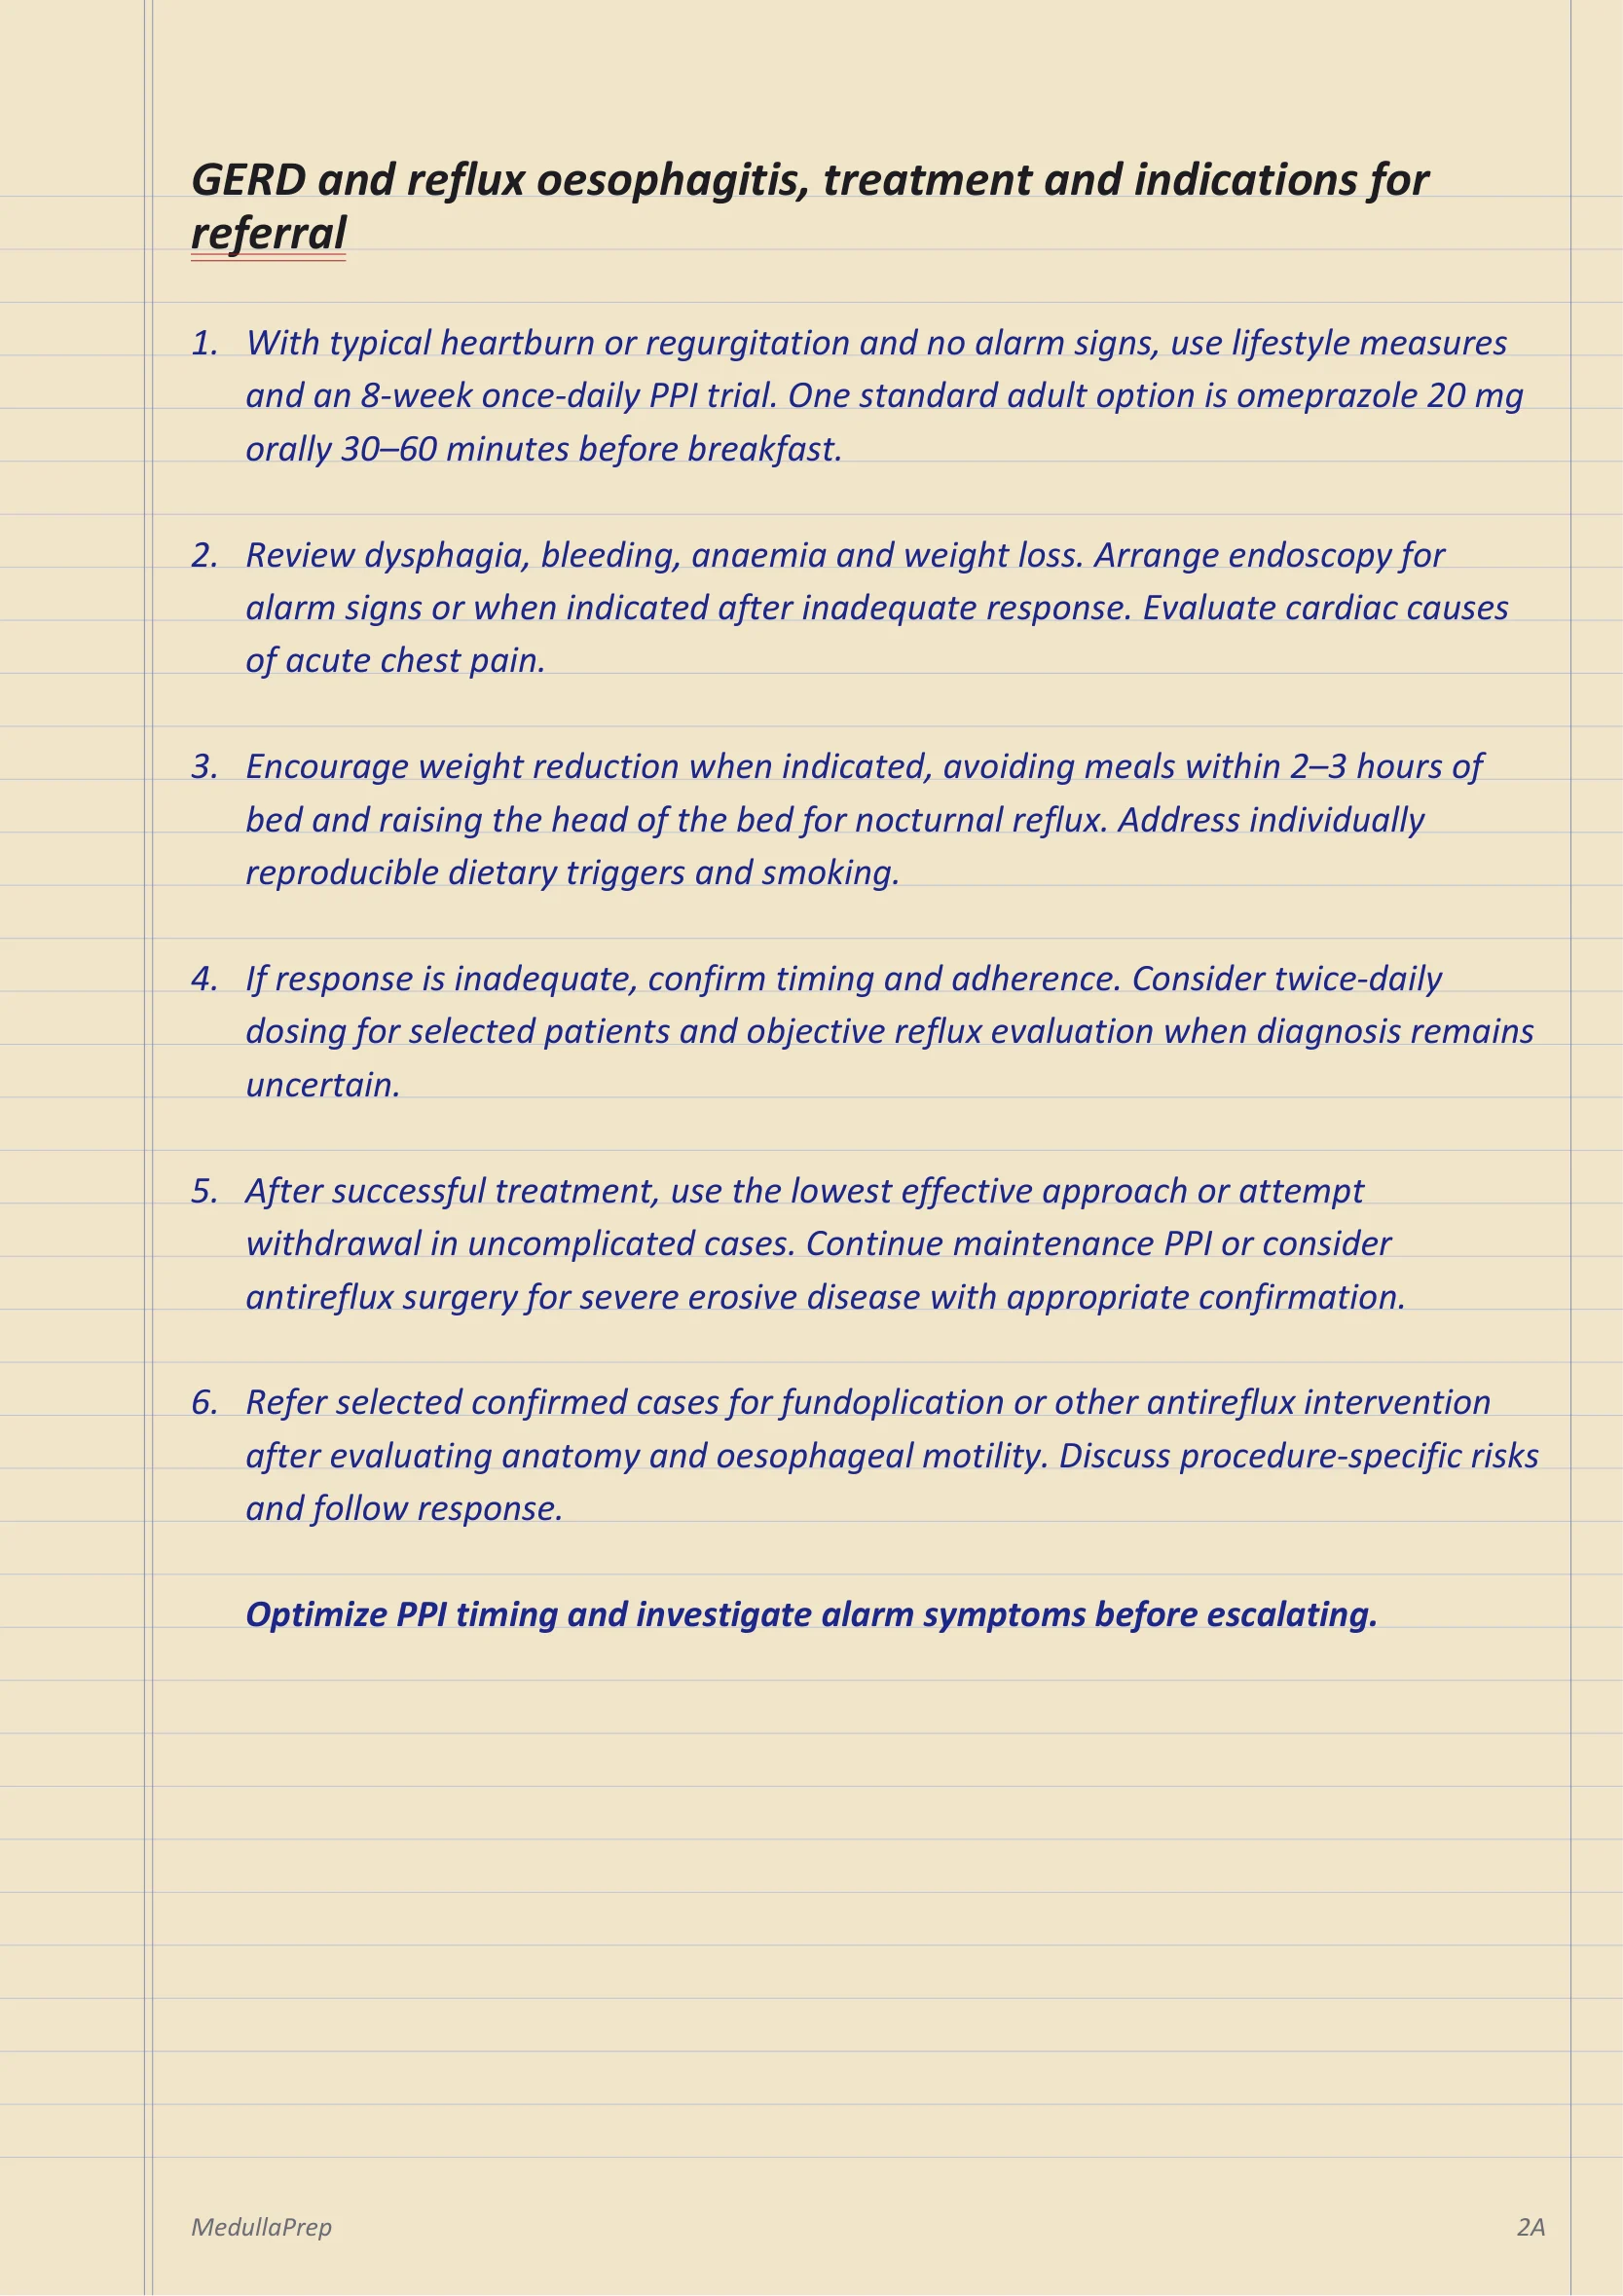 GERD and reflux oesophagitis, treatment and indications for
referral
1. With typical heartburn or regurgitation and no alarm signs, use lifestyle measures
and an 8-week once-daily PPI trial. One standard adult option is omeprazole 20 mg
orally 30–60 minutes before breakfast.
2. Review dysphagia, bleeding, anaemia and weight loss. Arrange endoscopy for
alarm signs or when indicated after inadequate response. Evaluate cardiac causes
of acute chest pain.
3. Encourage weight reduction when indicated, avoiding meals within 2–3 hours of
bed and raising the head of the bed for nocturnal reflux. Address individually
reproducible dietary triggers and smoking.
4. If response is inadequate, confirm timing and adherence. Consider twice-daily
dosing for selected patients and objective reflux evaluation when diagnosis remains
uncertain.
5. After successful treatment, use the lowest effective approach or attempt
withdrawal in uncomplicated cases. Continue maintenance PPI or consider
antireflux surgery for severe erosive disease with appropriate confirmation.
6. Refer selected confirmed cases for fundoplication or other antireflux intervention
after evaluating anatomy and oesophageal motility. Discuss procedure-specific risks
and follow response.
Optimize PPI timing and investigate alarm symptoms before escalating.
MedullaPrep
2A